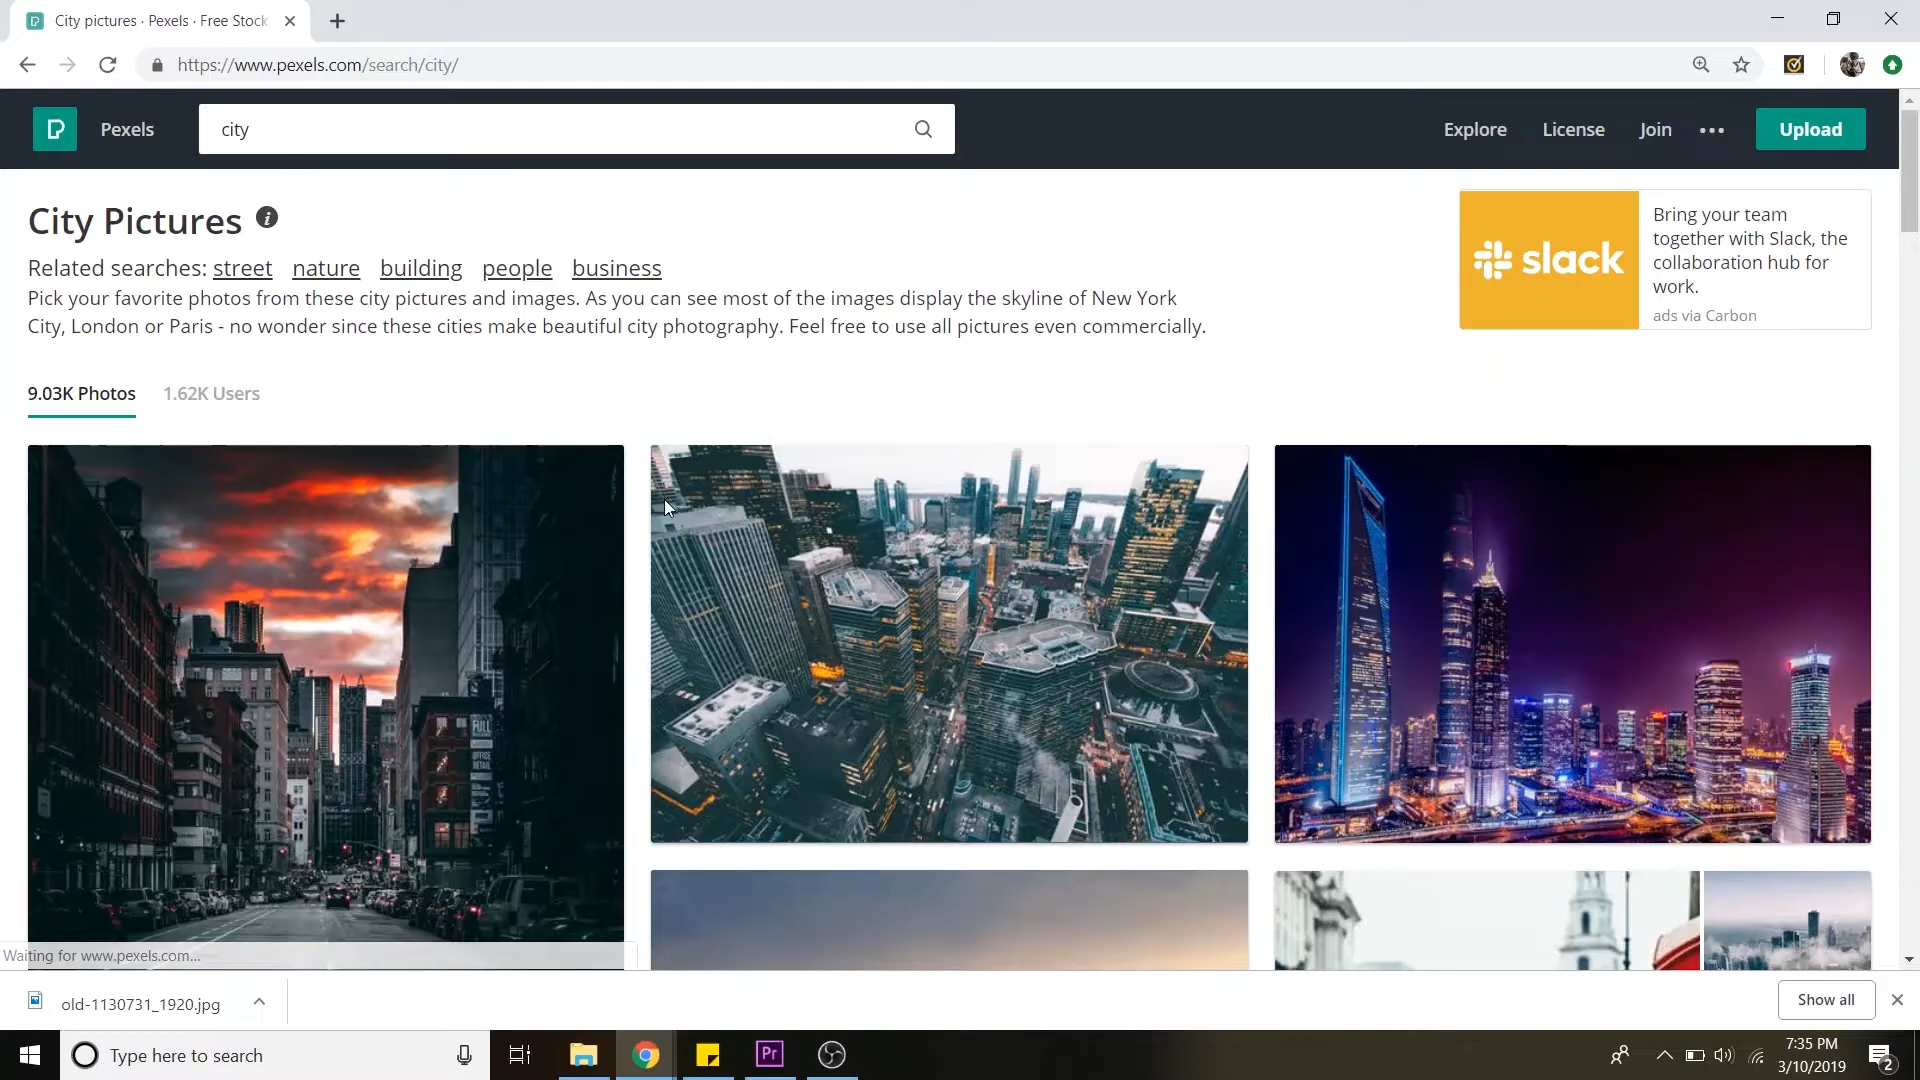 City pictures · Pexels · Free Stock
https://www.pexels.com/search/city/
Pexels
city
Explore
License
Join
Upload
City Pictures
Related searches: street nature building people business
Pick your favorite photos from these city pictures and images. As you can see most of the images display the skyline of New York
City, London or Paris - no wonder since these cities make beautiful city photography. Feel free to use all pictures even commercially.
slack
Bring your team
together with Slack, the
collaboration hub for
work.
ads via Carbon
9.03K Photos
1.62K Users
FULL
OFFICE
RETAIL
Waiting for www.pexels.com...
old-1130731_1920.jpg
Show all
Type here to search
Pr
7:35 PM
3/10/2019
2